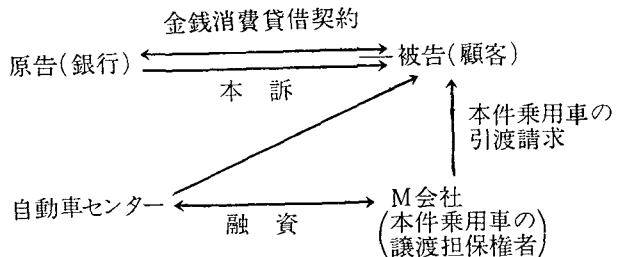 金銭消費貸借契約
原告(銀行)
被告(顧客)
本訴
本件乗用車の
引渡請求
自動車センター
融資
M会社
(本件乗用車の
譲渡担保権者)